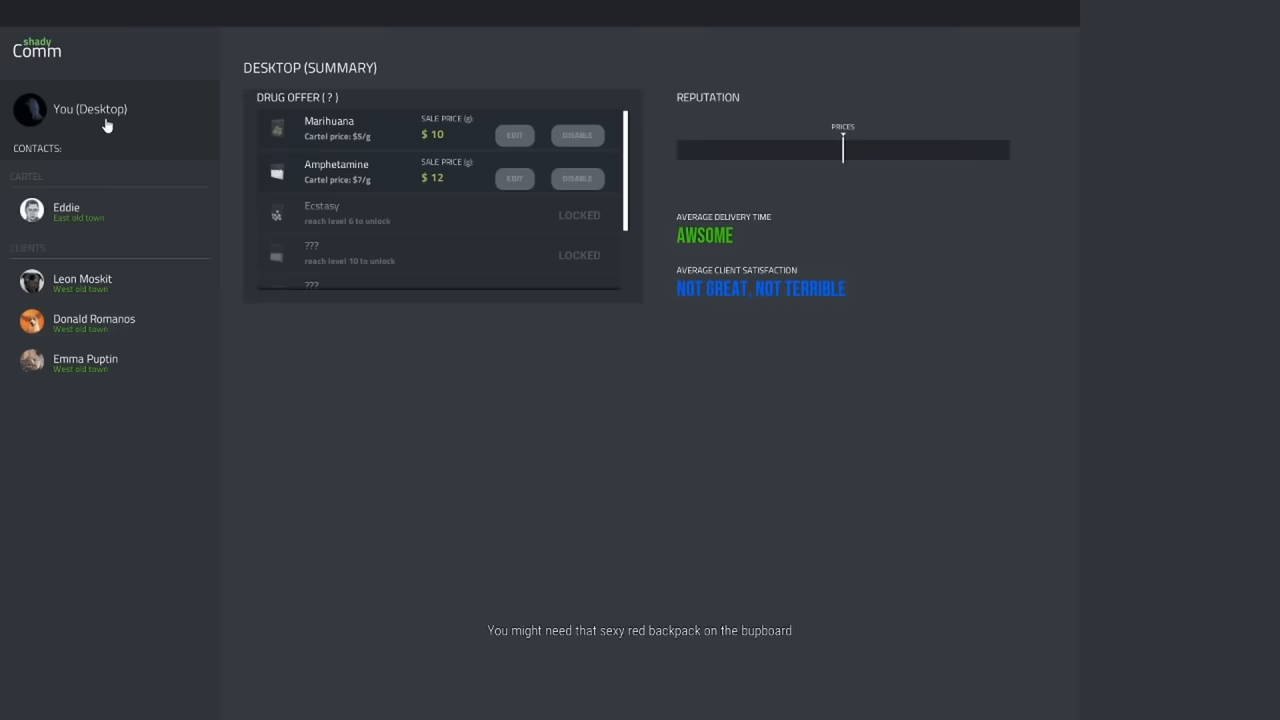 shady
Comm
You (Desktop)
CONTACTS:
CARTEL
Eddie
East old town
CLIENTS
Leon Moskit
West old town
Donald Romanos
West old town
Emma Puptin
West old town
DESKTOP (SUMMARY)
DRUG OFFER ( ? )
Marihuana
Cartel price: $5/g
SALE PRICE (g):
$ 10
EDIT
DISABLE
Amphetamine
Cartel price: $7/g
SALE PRICE (g):
$ 12
EDIT
DISABLE
Ecstasy
reach level 6 to unlock
LOCKED
???
reach level 10 to unlock
LOCKED
???
REPUTATION
PRICES
AVERAGE DELIVERY TIME
AWSOME
AVERAGE CLIENT SATISFACTION
NOT GREAT, NOT TERRIBLE
You might need that sexy red backpack on the bupboard